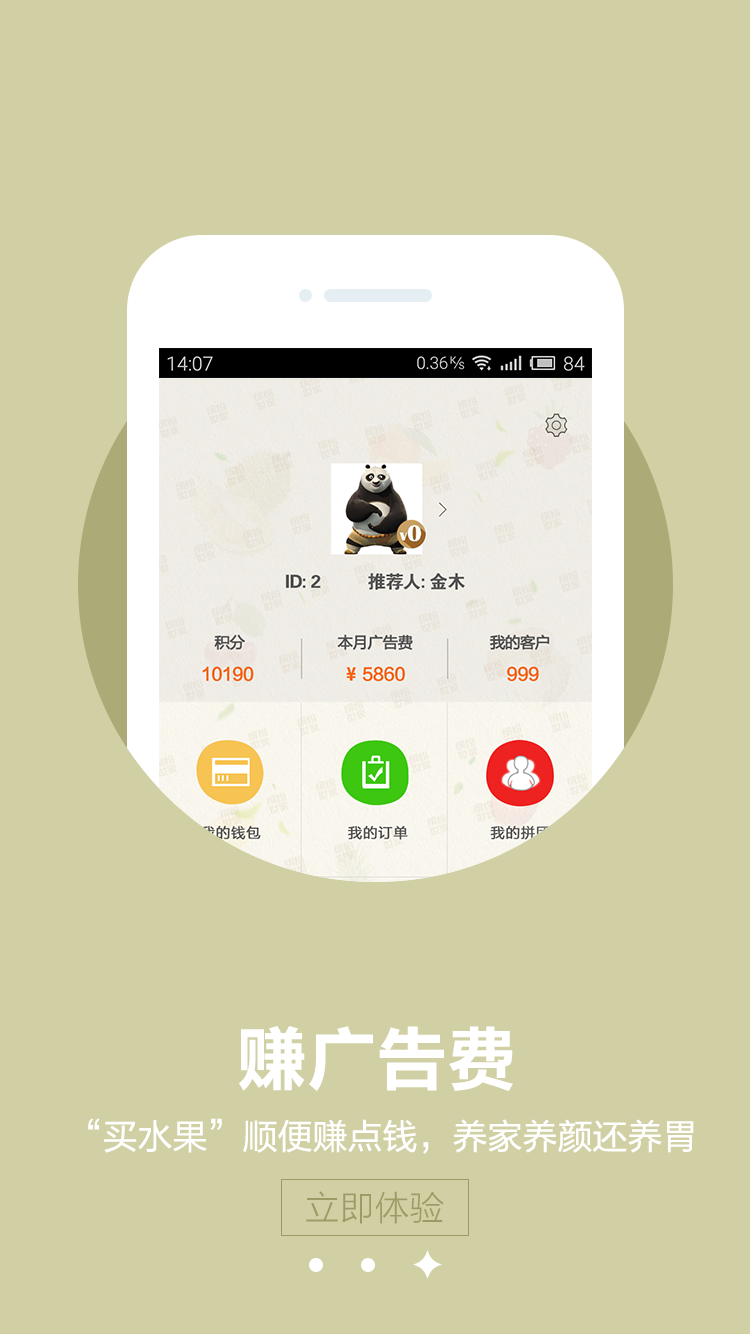 14:07 0.36K/s 84
v0
ID: 2 推荐人: 金木
积分 本月广告费 我的客户
10190 ¥ 5860 999
我的钱包 我的订单 我的拼
赚广告费
“买水果”顺便赚点钱，养家养颜还养胃
立即体验